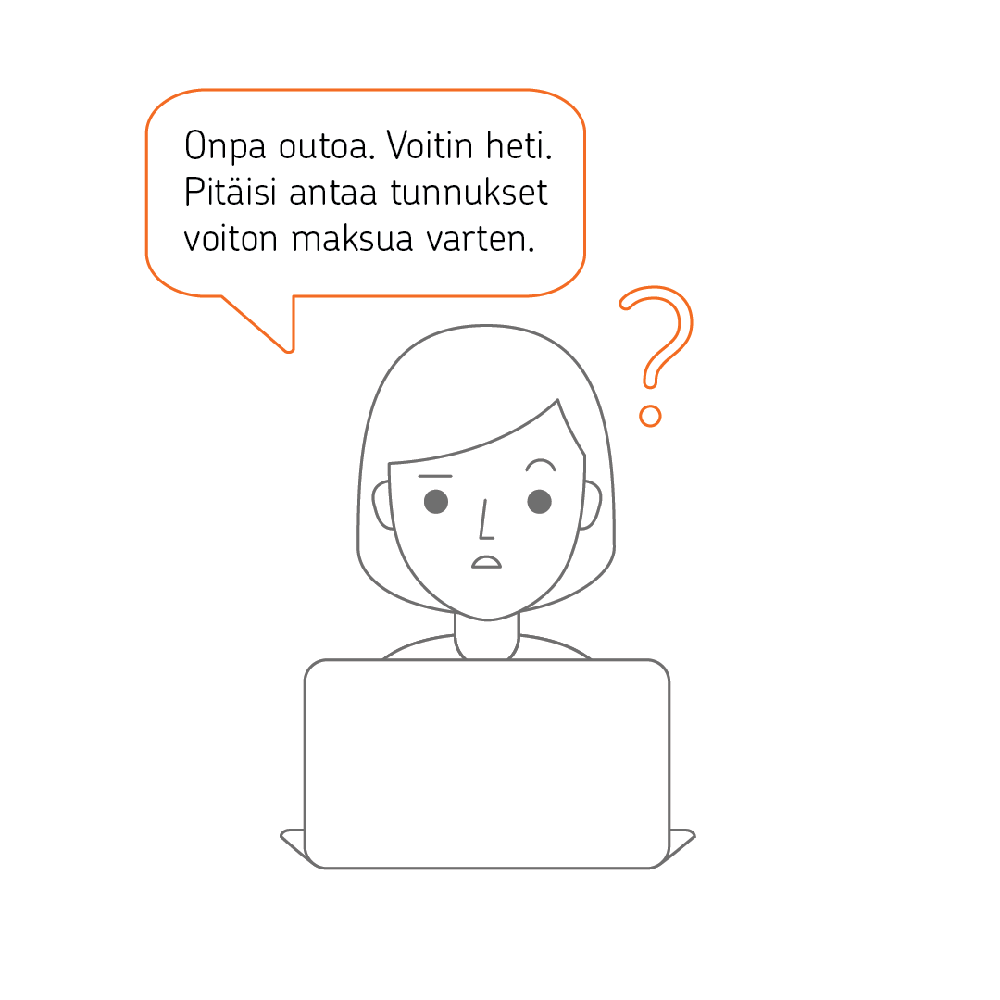 Onpa outoa. Voitin heti.
Pitäisi antaa tunnukset
voiton maksua varten.
?